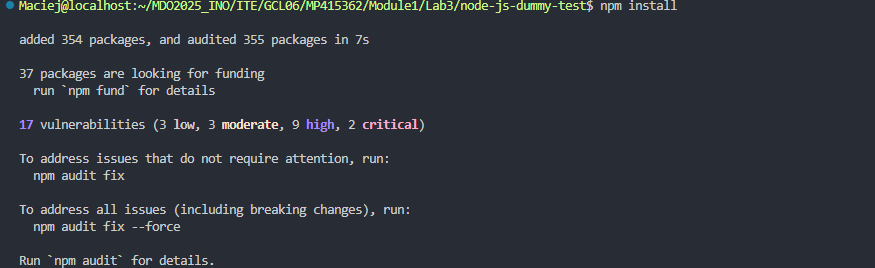 Maciej@localhost:~/MDO2025_INO/ITE/GCL06/MP415362/Module1/Lab3/node-js-dummy-test$ npm install
added 354 packages, and audited 355 packages in 7s
37 packages are looking for funding
run `npm fund` for details
17 vulnerabilities (3 low, 3 moderate, 9 high, 2 critical)
To address issues that do not require attention, run:
npm audit fix
To address all issues (including breaking changes), run:
npm audit fix --force
Run `npm audit` for details.